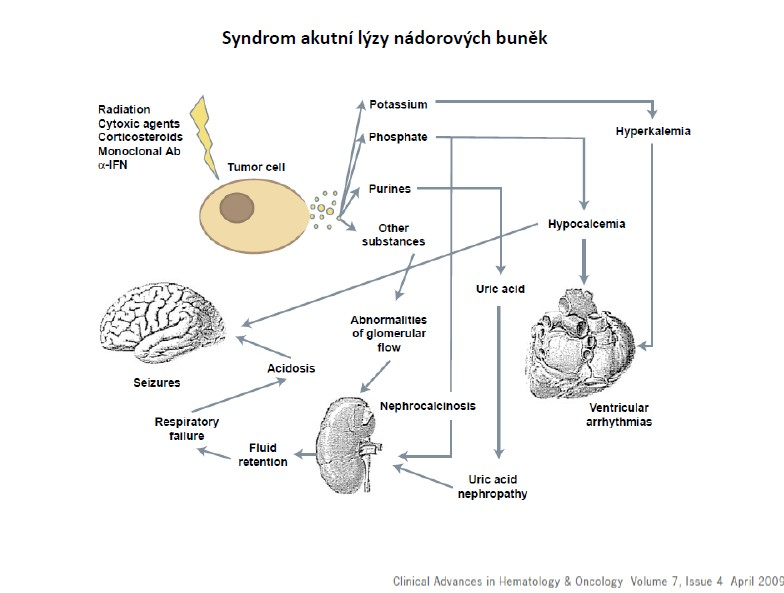 Syndrom akutní lýzy nádorových buněk
Radiation
Cytoxic agents
Corticosteroids
Monoclonal Ab
α-IFN
Tumor cell
Potassium
Phosphate
Purines
Other
substances
Hyperkalemia
Hypocalcemia
Uric acid
Abnormalities
of glomerular
flow
Seizures
Acidosis
Respiratory
failure
Fluid
retention
Nephrocalcinosis
Uric acid
nephropathy
Ventricular
arrhythmias
Clinical Advances in Hematology & Oncology Volume 7, Issue 4 April 2009